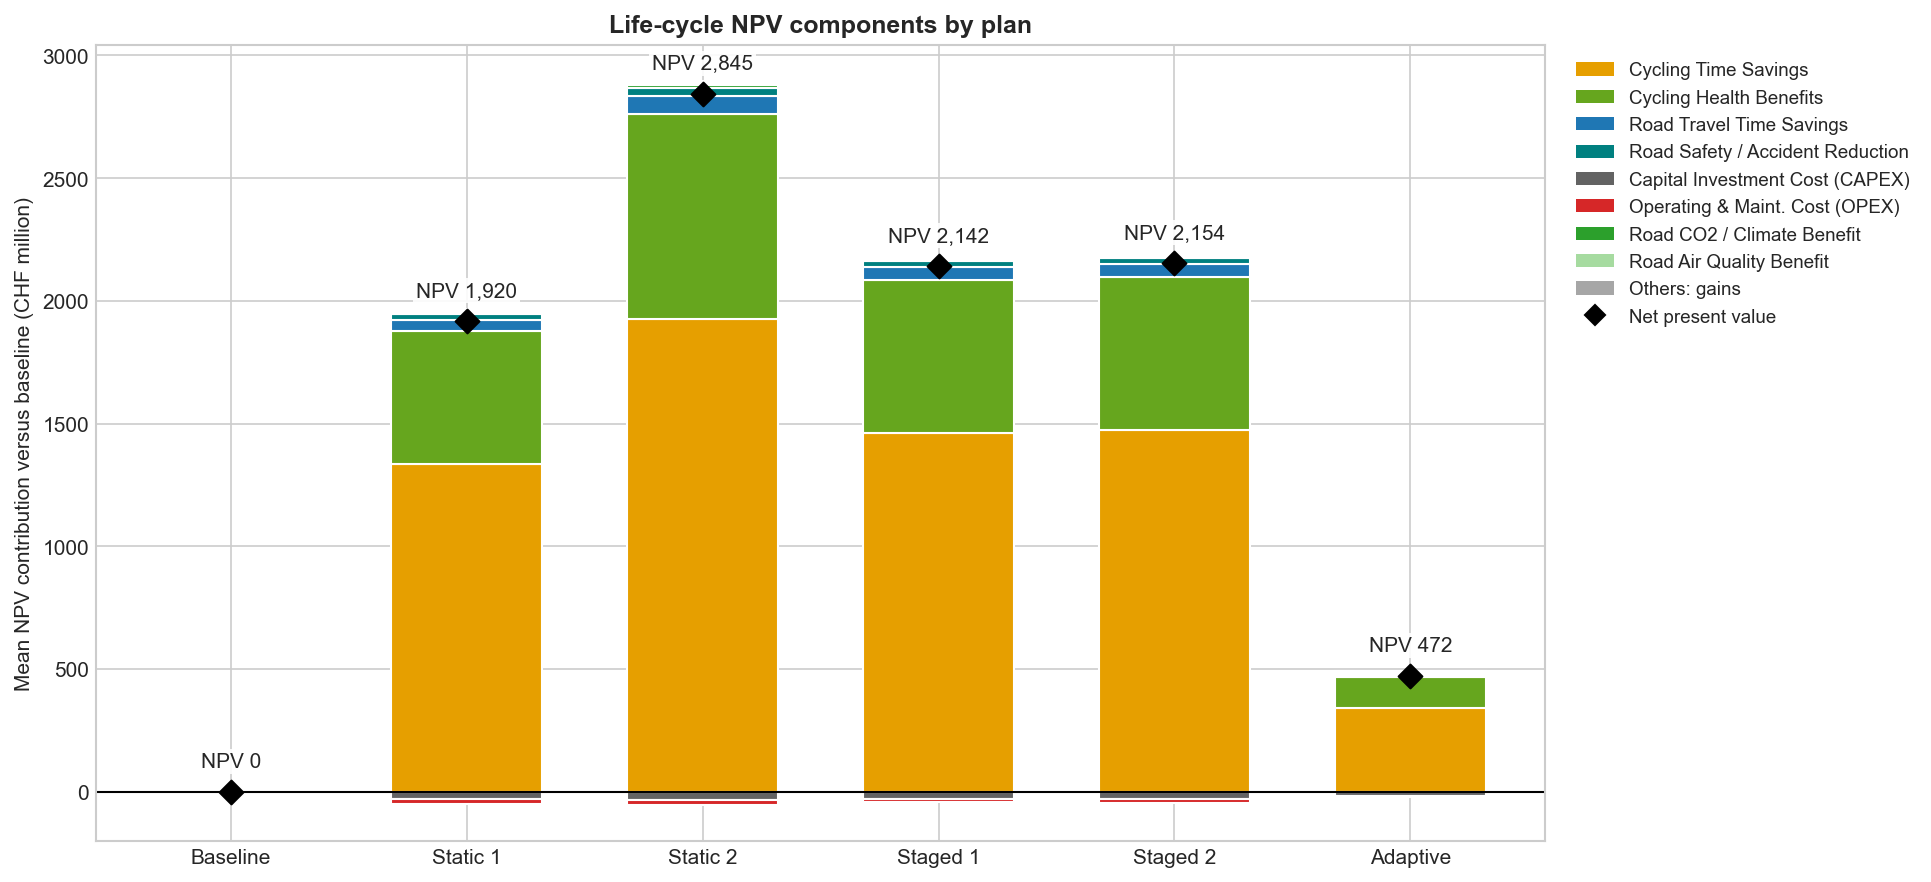 Life-cycle NPV components by plan
Mean NPV contribution versus baseline (CHF million)
3000
2500
2000
1500
1000
500
0
NPV 0
NPV 1,920
NPV 2,845
NPV 2,142
NPV 2,154
NPV 472
Baseline
Static 1
Static 2
Staged 1
Staged 2
Adaptive
Cycling Time Savings
Cycling Health Benefits
Road Travel Time Savings
Road Safety / Accident Reduction
Capital Investment Cost (CAPEX)
Operating & Maint. Cost (OPEX)
Road CO2 / Climate Benefit
Road Air Quality Benefit
Others: gains
Net present value